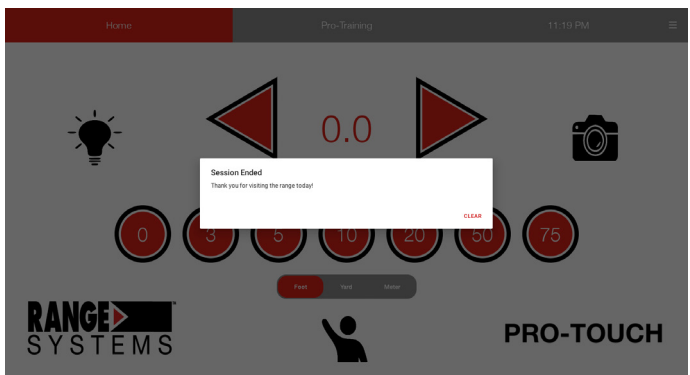 Home Pro-Training 11:19 PM
0.0
Session Ended
Thank you for visiting the range today!
CLEAR
0 3 5 10 20 50 75
Feet Yard Meter
RANGE
SYSTEMS
PRO-TOUCH